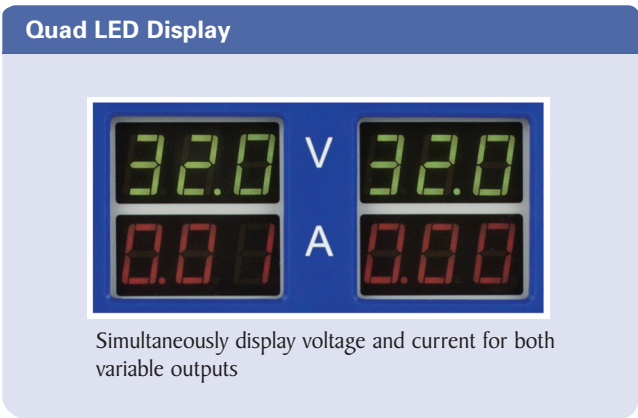 Quad LED Display
32.0 V 32.0
0.01 A 0.00
Simultaneously display voltage and current for both
variable outputs